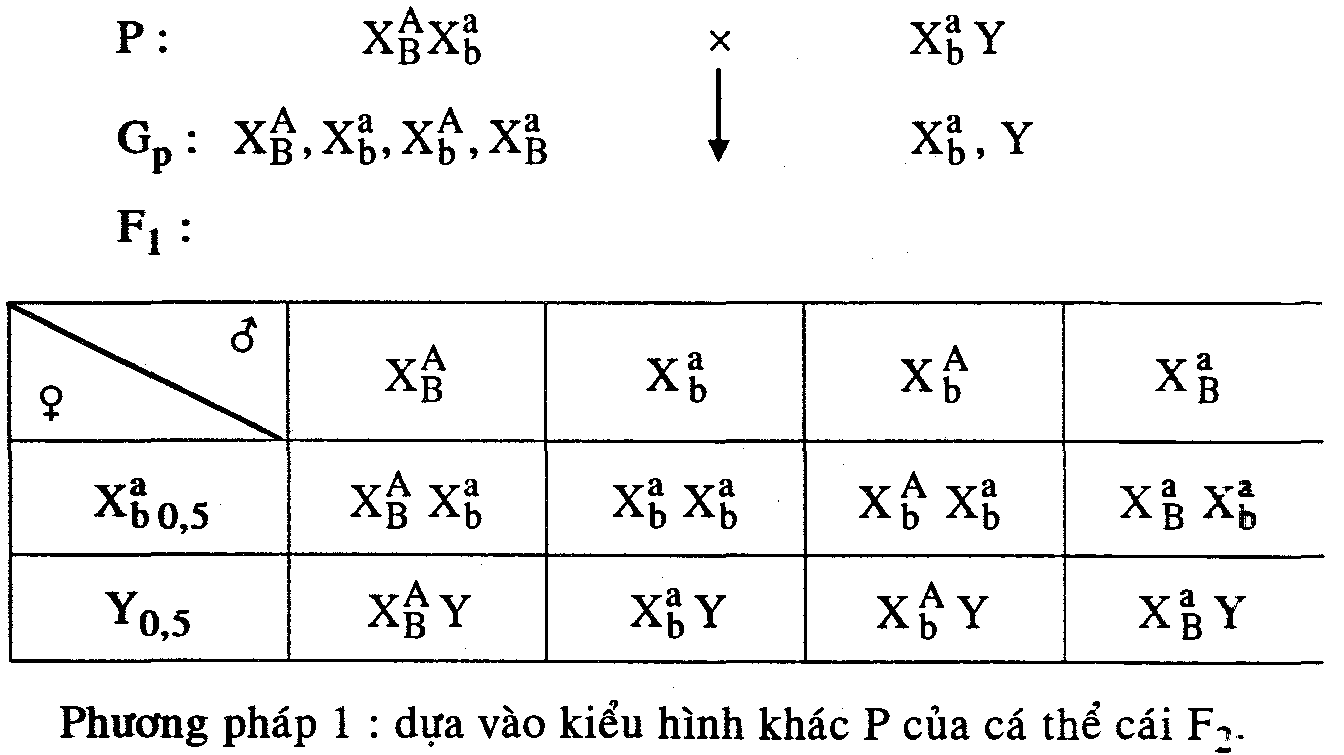 P : X^A_B X^a_b × X^a_b Y
G_p : X^A_B, X^a_b, X^A_b, X^a_B X^a_b, Y
F_1 :
♂
♀ X^A_B X^a_b X^A_b X^a_B
X^a_b 0,5 X^A_B X^a_b X^a_b X^a_b X^A_b X^a_b X^a_B X^a_b
Y_0,5 X^A_B Y X^a_b Y X^A_b Y X^a_B Y
Phương pháp 1 : dựa vào kiểu hình khác P của cá thể cái F_2.